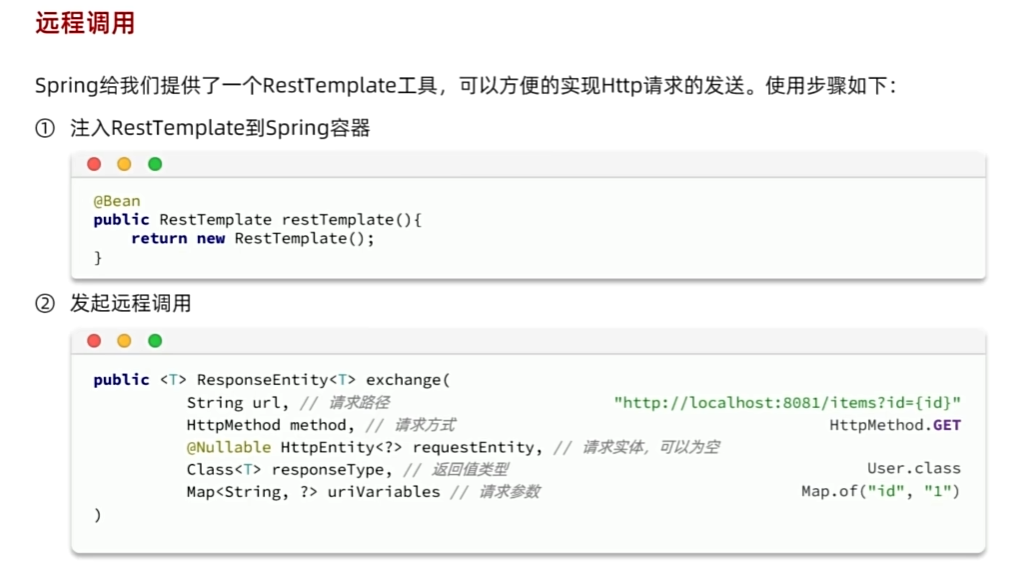 远程调用
Spring给我们提供了一个RestTemplate工具，可以方便的实现Http请求的发送。使用步骤如下：
① 注入RestTemplate到Spring容器
@Bean
public RestTemplate restTemplate(){
    return new RestTemplate();
}
② 发起远程调用
public <T> ResponseEntity<T> exchange(
String url, // 请求路径 "http://localhost:8081/items?id={id}"
HttpMethod method, // 请求方式 HttpMethod.GET
@Nullable HttpEntity<?> requestEntity, // 请求实体，可以为空
Class<T> responseType, // 返回值类型 User.class
Map<String, ?> uriVariables // 请求参数 Map.of("id", "1")
)